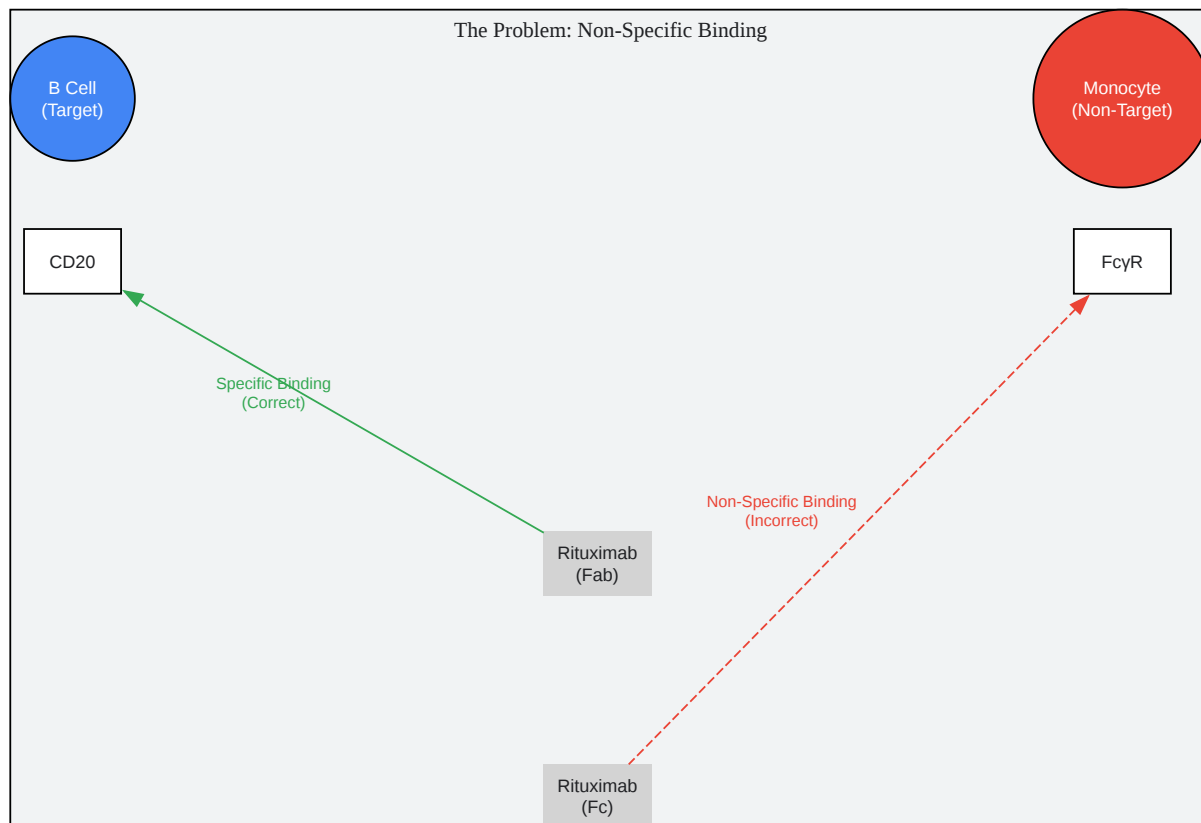 The Problem: Non-Specific Binding
B Cell
(Target)
Monocyte
(Non-Target)
CD20
FcγR
Specific Binding
(Correct)
Non-Specific Binding
(Incorrect)
Rituximab
(Fab)
Rituximab
(Fc)